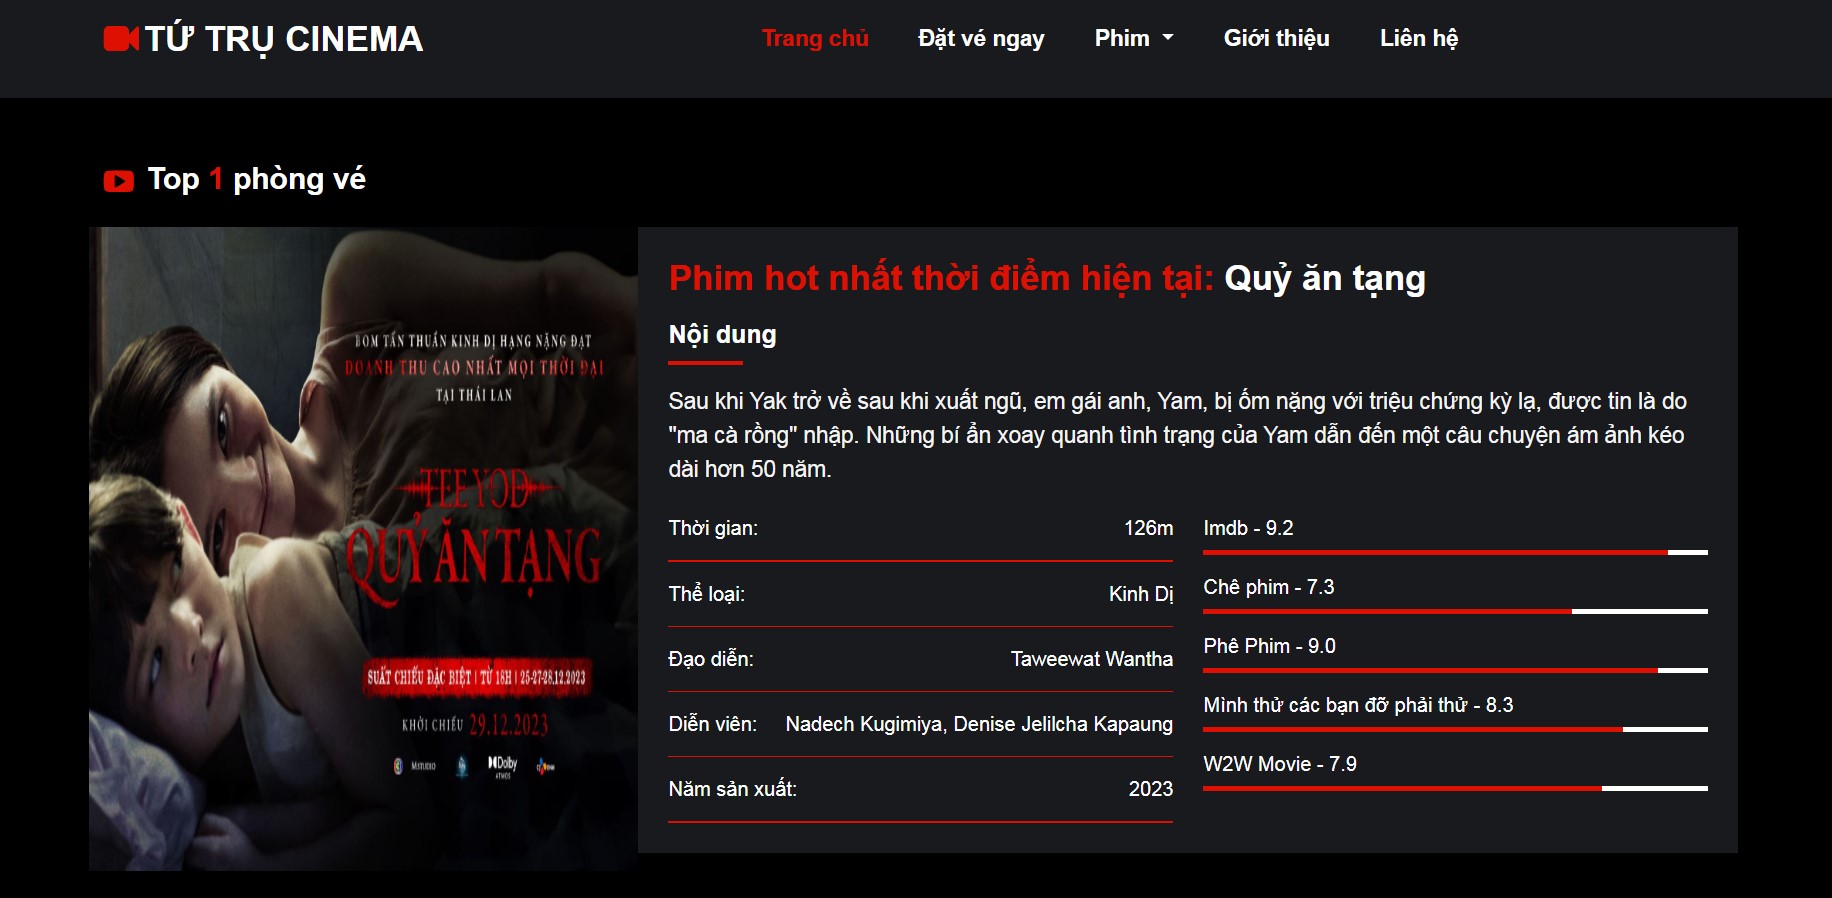 TỨ TRỤ CINEMA
Trang chủ
Đặt vé ngay
Phim
Giới thiệu
Liên hệ
Top 1 phòng vé
BOM TẤN THUẦN KINH DỊ HẠNG NẶNG ĐẠT
DOANH THU CAO NHẤT MỌI THỜI ĐẠI
TẠI THÁI LAN
TEE YOD
QUỶ ĂN TẠNG
SUẤT CHIẾU ĐẶC BIỆT | TỪ 18H | 25-27-28.12.2023
KHỞI CHIẾU 29.12.2023
MSTUDIO
Dolby
ATMOS
Phim hot nhất thời điểm hiện tại: Quỷ ăn tạng
Nội dung
Sau khi Yak trở về sau khi xuất ngũ, em gái anh, Yam, bị ốm nặng với triệu chứng kỳ lạ, được tin là do
"ma cà rồng" nhập. Những bí ẩn xoay quanh tình trạng của Yam dẫn đến một câu chuyện ám ảnh kéo
dài hơn 50 năm.
Thời gian: 126m
Thể loại: Kinh Dị
Đạo diễn: Taweewat Wantha
Diễn viên: Nadech Kugimiya, Denise Jelilcha Kapaung
Năm sản xuất: 2023
Imdb - 9.2
Chê phim - 7.3
Phê Phim - 9.0
Mình thử các bạn đỡ phải thử - 8.3
W2W Movie - 7.9